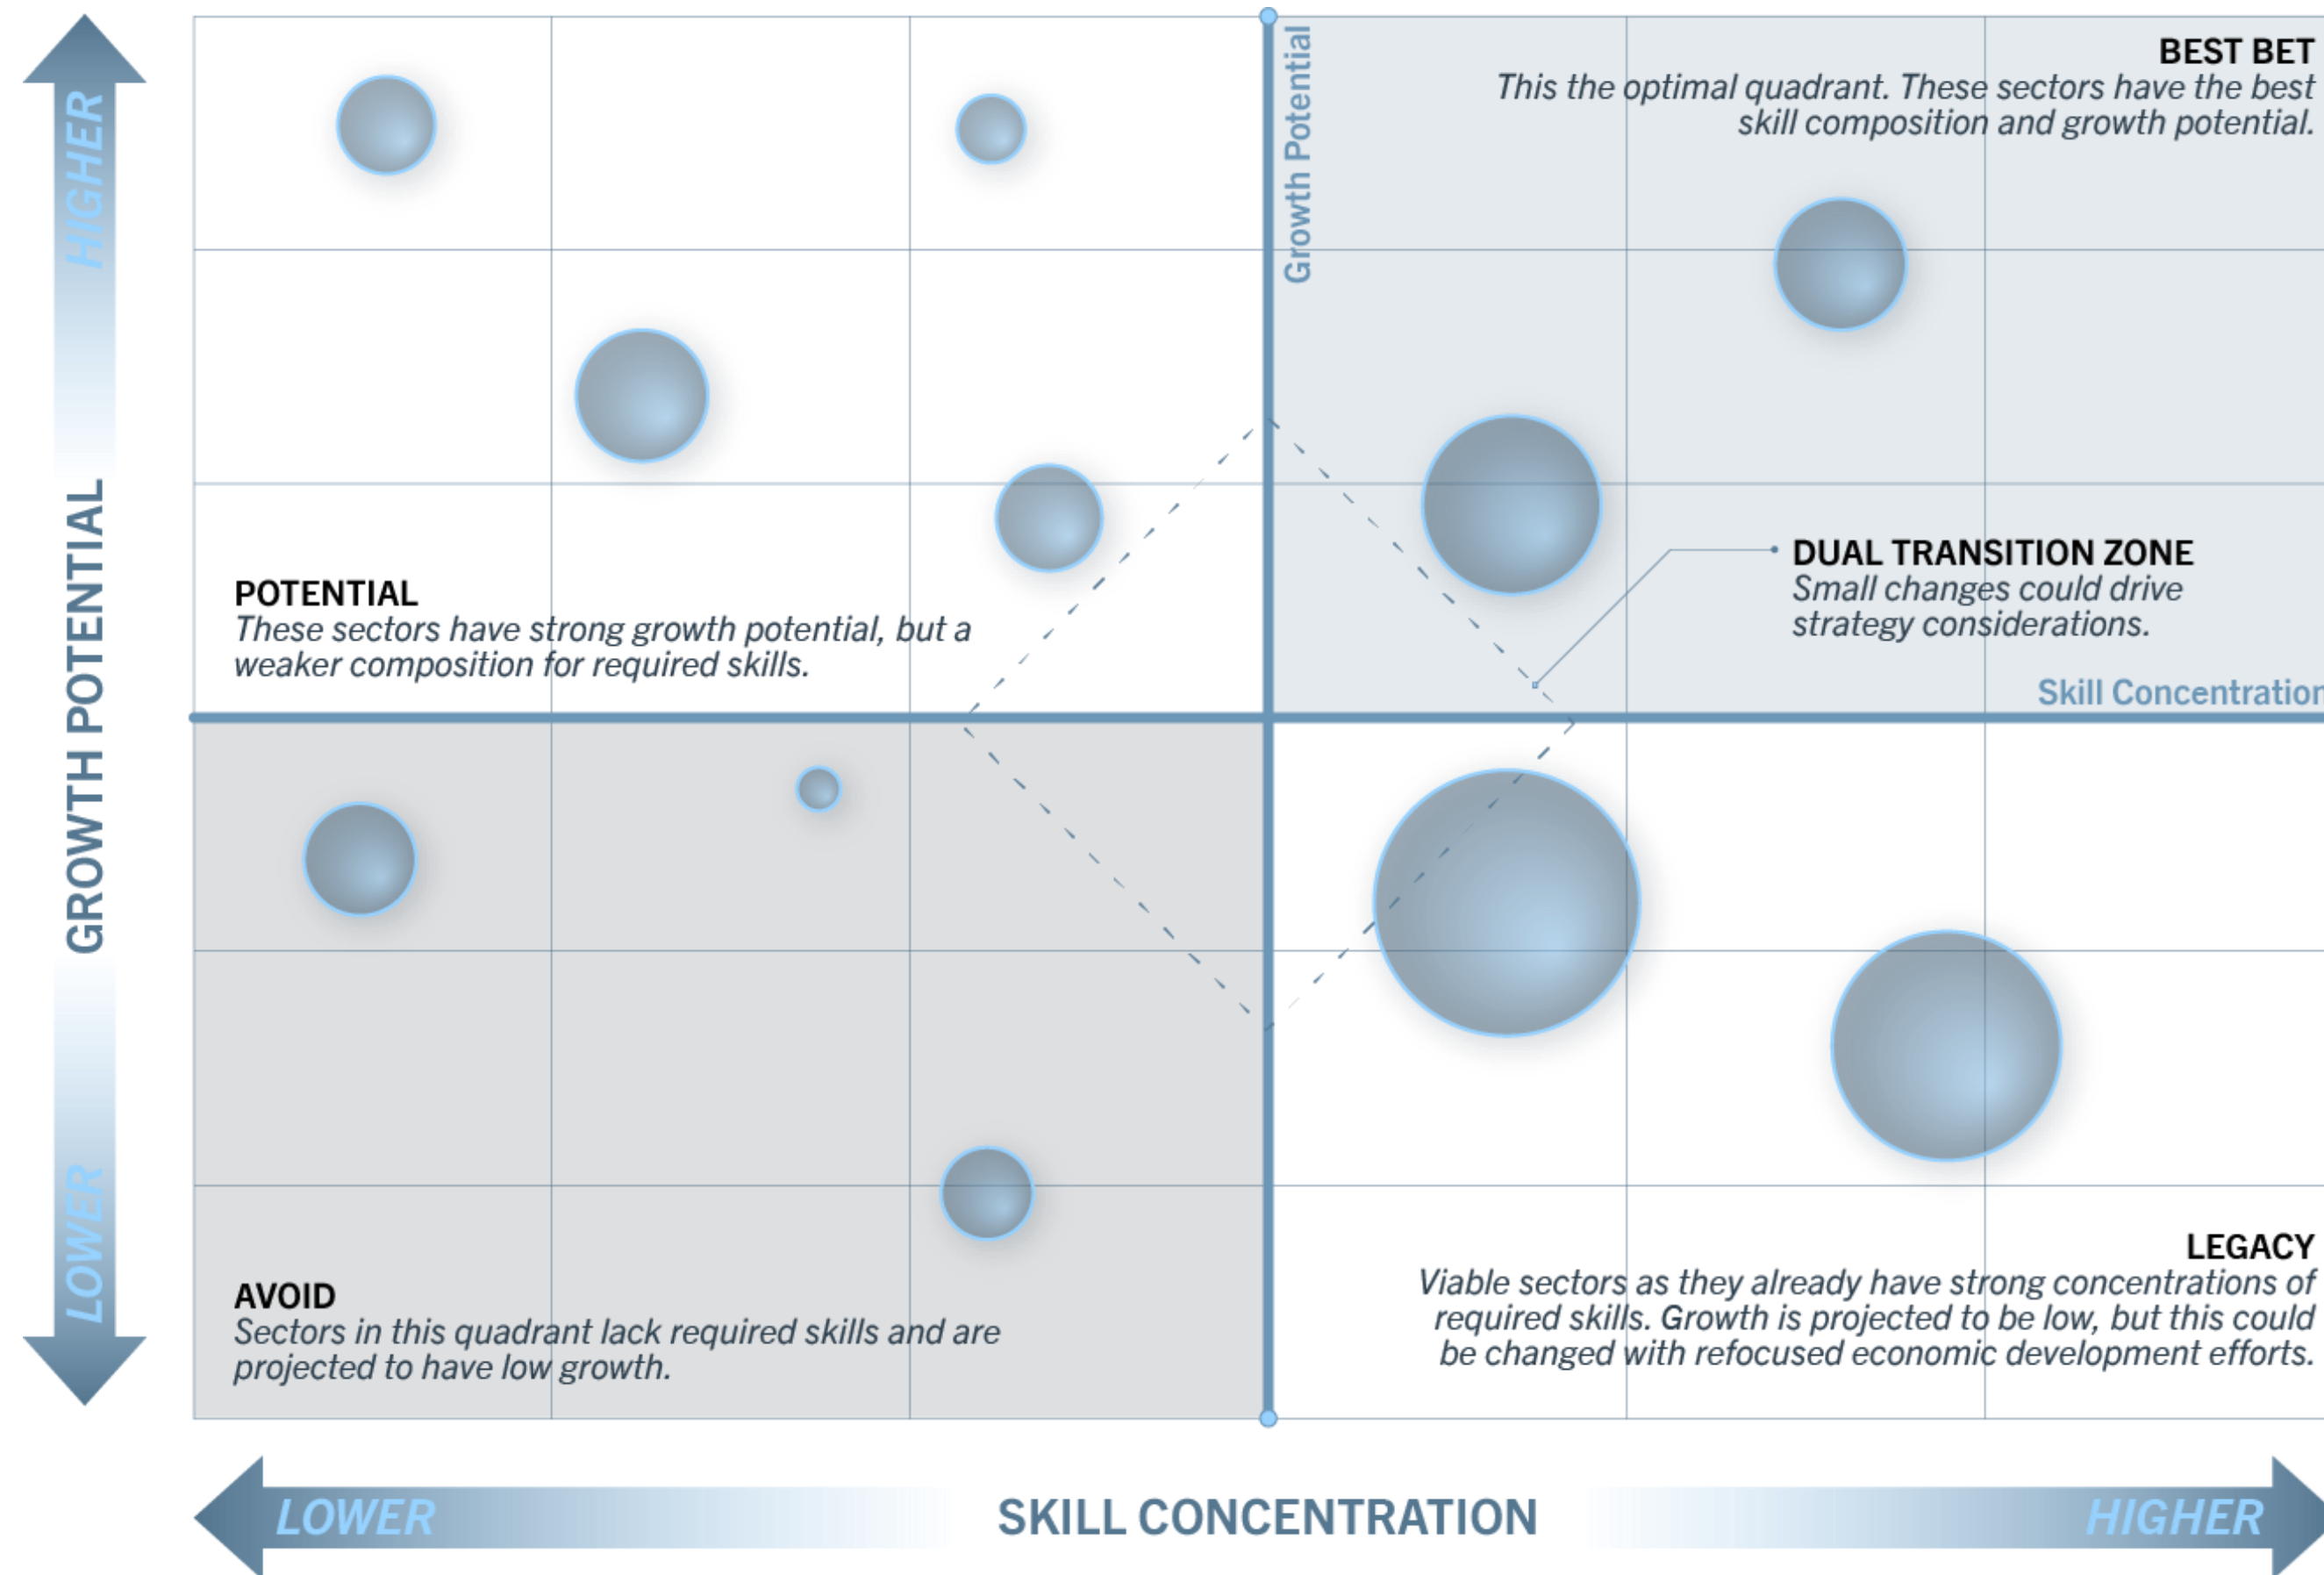 HIGHER
GROWTH POTENTIAL
LOWER
Growth Potential
BEST BET
This the optimal quadrant. These sectors have the best
skill composition and growth potential.
POTENTIAL
These sectors have strong growth potential, but a
weaker composition for required skills.
DUAL TRANSITION ZONE
Small changes could drive
strategy considerations.
Skill Concentration
AVOID
Sectors in this quadrant lack required skills and are
projected to have low growth.
LEGACY
Viable sectors as they already have strong concentrations of
required skills. Growth is projected to be low, but this could
be changed with refocused economic development efforts.
LOWER
SKILL CONCENTRATION
HIGHER